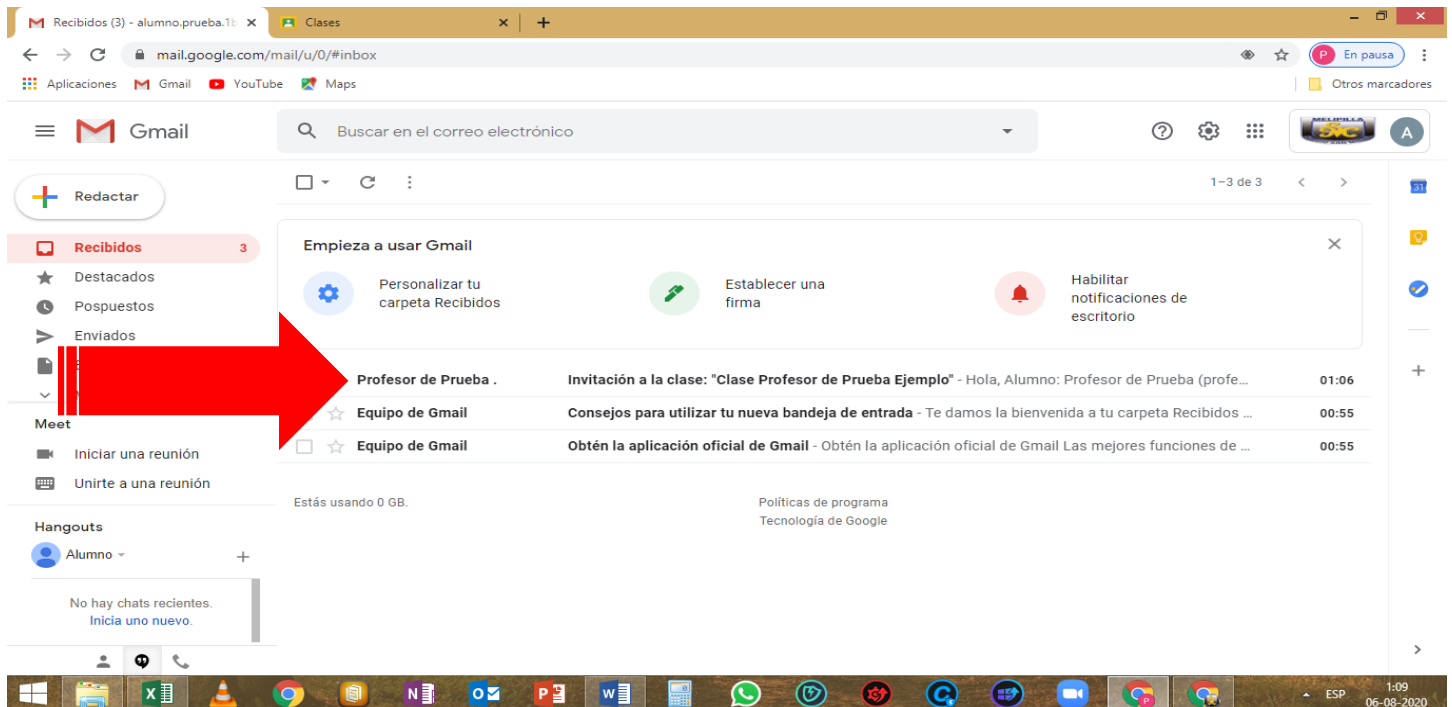 Recibidos (3) - alumno.prueba.1b
Clases
mail.google.com/mail/u/0/#inbox
P En pausa
Aplicaciones Gmail YouTube Maps
Otros marcadores
Gmail
Buscar en el correo electrónico
MELIPILLA
A
Redactar
1–3 de 3
31
Recibidos 3
Empieza a usar Gmail
Destacados
Personalizar tu
carpeta Recibidos
Establecer una
firma
Habilitar
notificaciones de
escritorio
Pospuestos
Enviados
Profesor de Prueba . Invitación a la clase: "Clase Profesor de Prueba Ejemplo" - Hola, Alumno: Profesor de Prueba (profe... 01:06
Equipo de Gmail Consejos para utilizar tu nueva bandeja de entrada - Te damos la bienvenida a tu carpeta Recibidos ... 00:55
Equipo de Gmail Obtén la aplicación oficial de Gmail - Obtén la aplicación oficial de Gmail Las mejores funciones de ... 00:55
Meet
Iniciar una reunión
Unirte a una reunión
Estás usando 0 GB.
Políticas de programa
Tecnología de Google
Hangouts
Alumno
No hay chats recientes.
Inicia uno nuevo.
ESP
1:09
06-08-2020